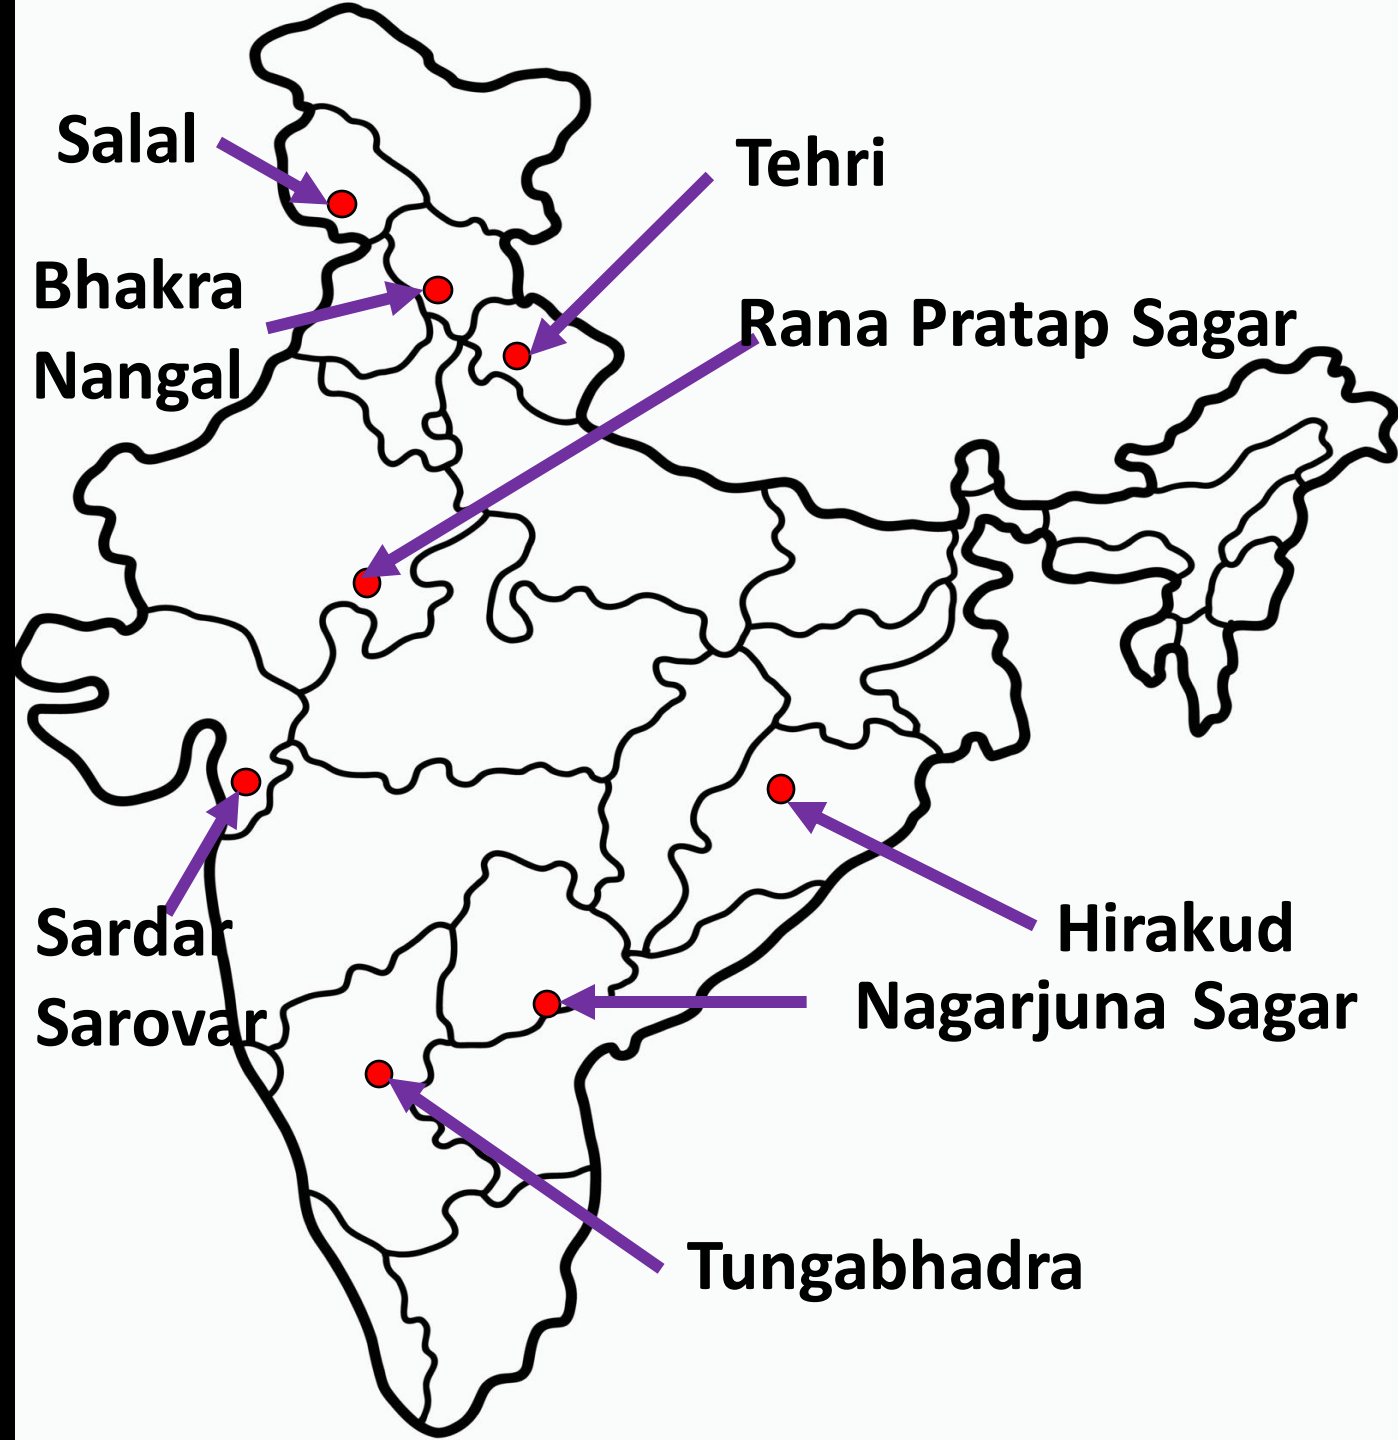 Salal
Tehri
Bhakra
Nangal
Rana Pratap Sagar
Sardar
Sarovar
Hirakud
Nagarjuna Sagar
Tungabhadra